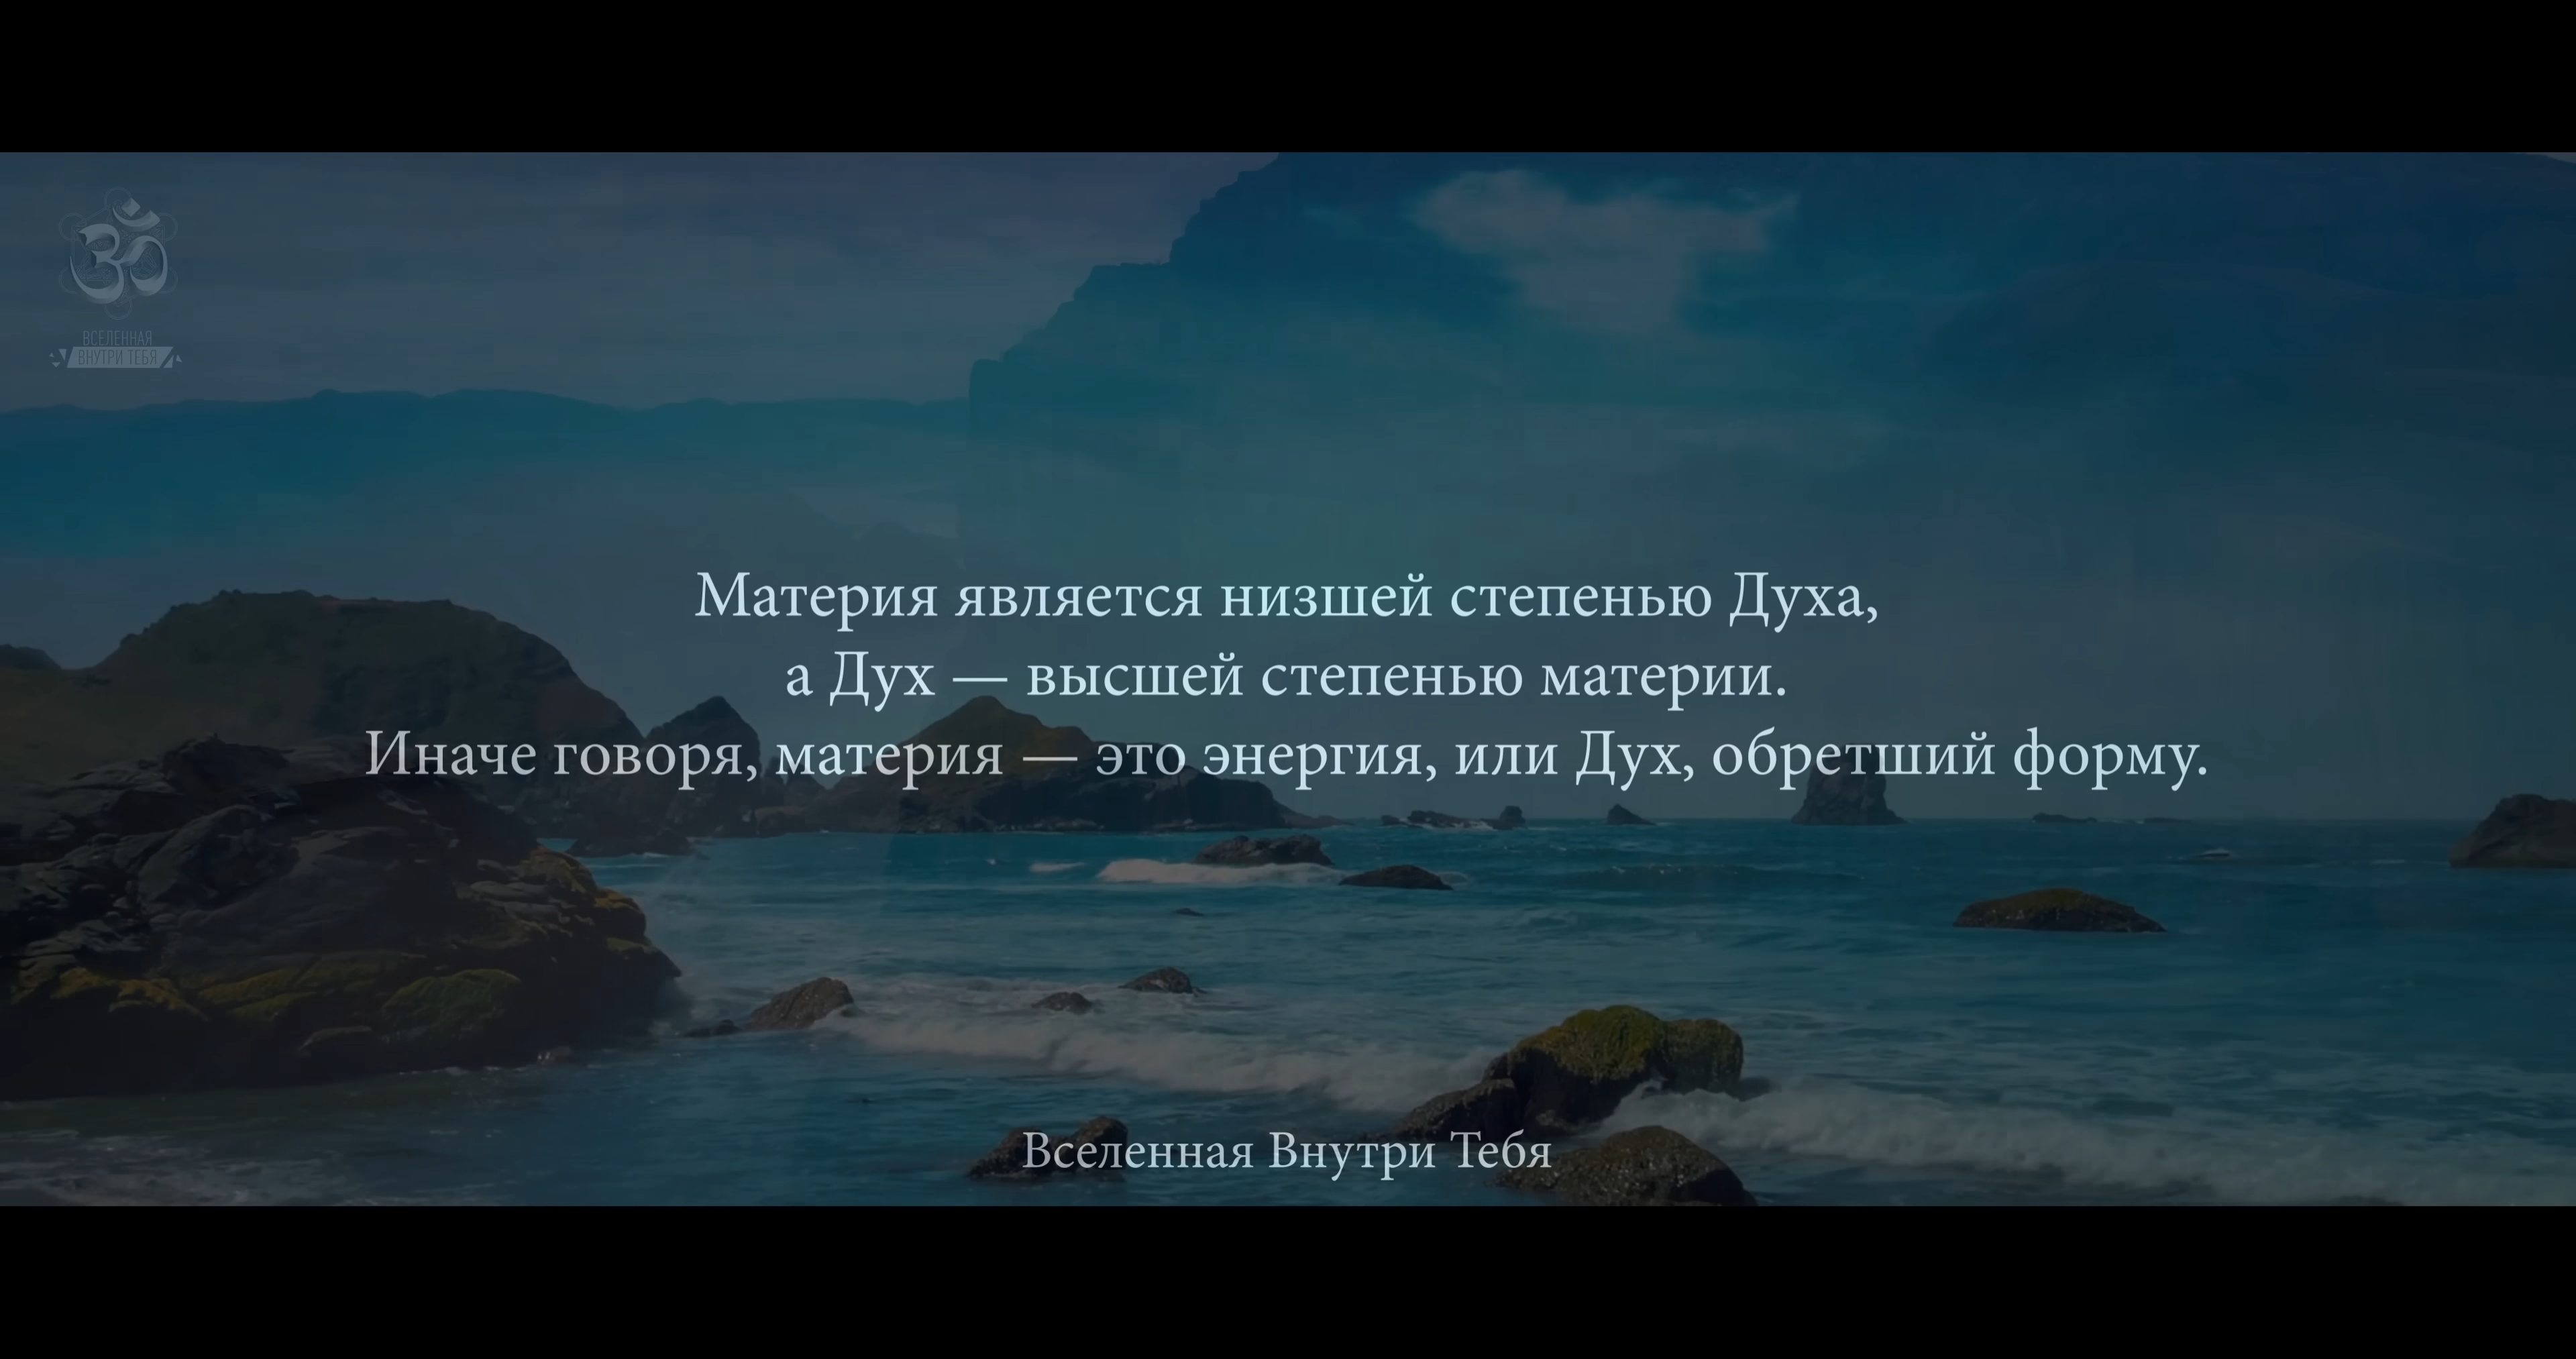 ВСЕЛЕННАЯ
ВНУТРИ ТЕБЯ
Материя является низшей степенью Духа,
а Дух — высшей степенью материи.
Иначе говоря, материя — это энергия, или Дух, обретший форму.
Вселенная Внутри Тебя